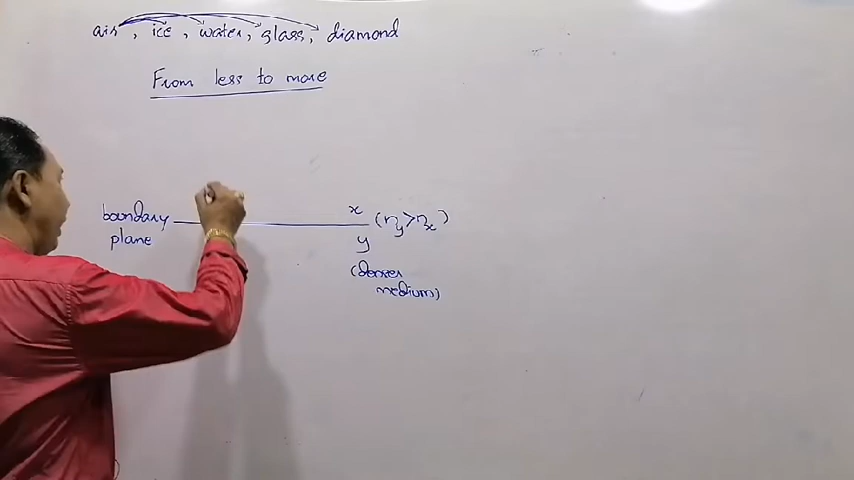 air, ice, water, glass, diamond
From less to more
boundary plane
x (ny > nx)
y
(denser medium)